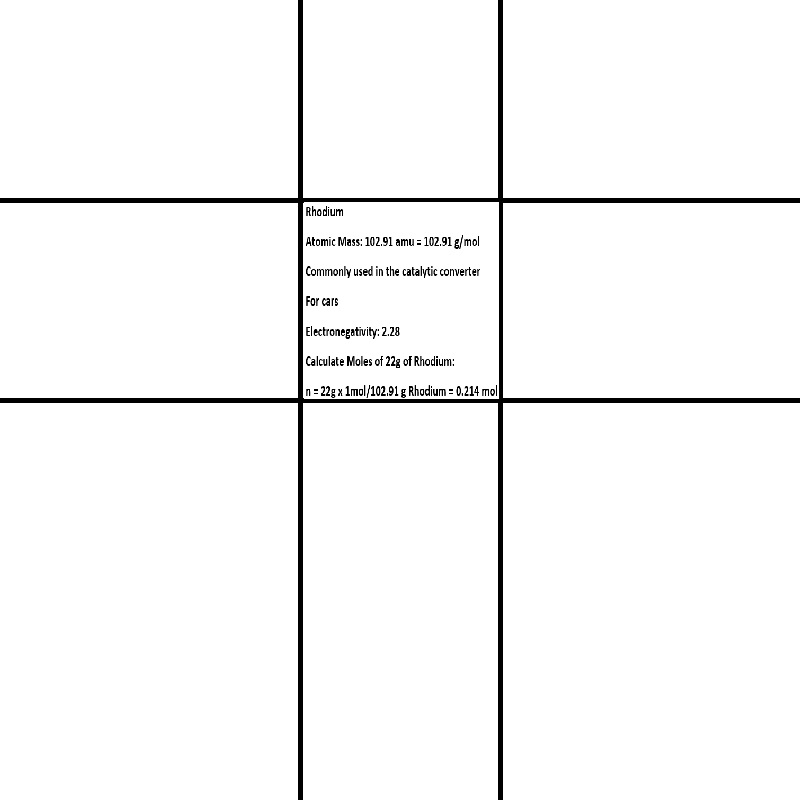 Rhodium
Atomic Mass: 102.91 amu = 102.91 g/mol
Commonly used in the catalytic converter
For cars
Electronegativity: 2.28
Calculate Moles of 22g of Rhodium:
n = 22g x 1mol/102.91 g Rhodium = 0.214 mol